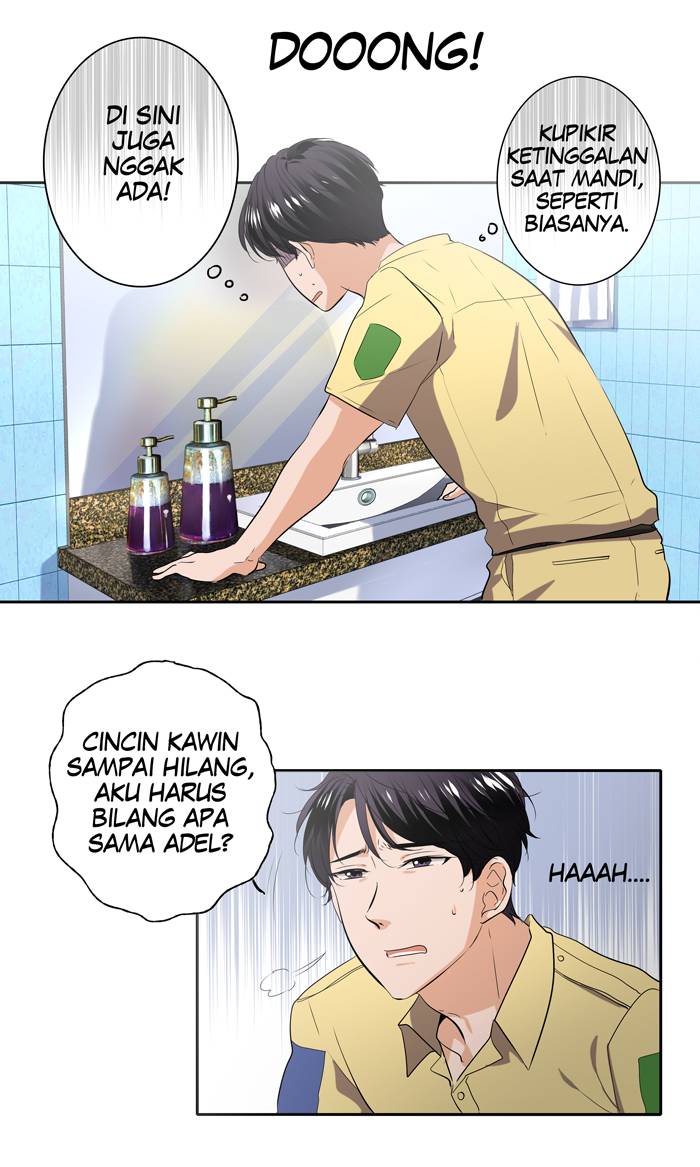 DOOONG!
DI SINI
JUGA
NGGAK
ADA!
KUPIKIR
KETINGGALAN
SAAT MANDI,
SEPERTI
BIASANYA.
CINCIN KAWIN
SAMPAI HILANG,
AKU HARUS
BILANG APA
SAMA ADEL?
HAAAH....